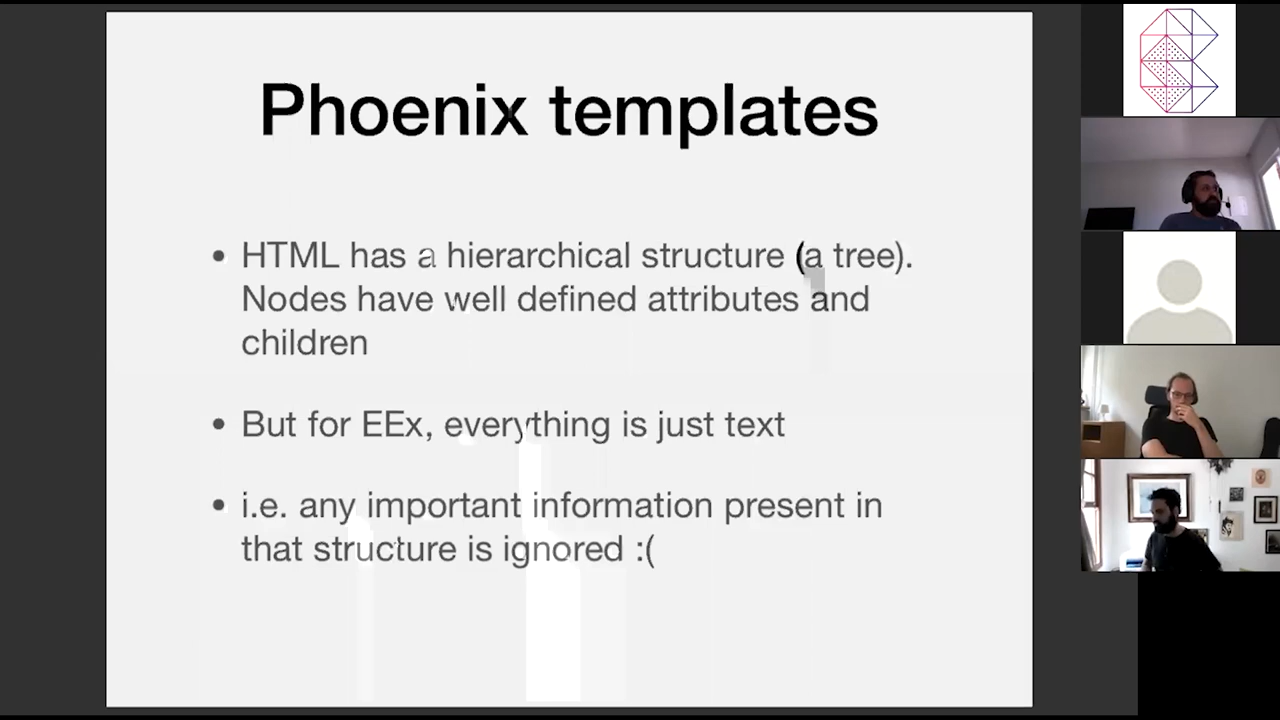 Phoenix templates
• HTML has a hierarchical structure (a tree).
Nodes have well defined attributes and
children
• But for EEx, everything is just text
• i.e. any important information present in
that structure is ignored :(